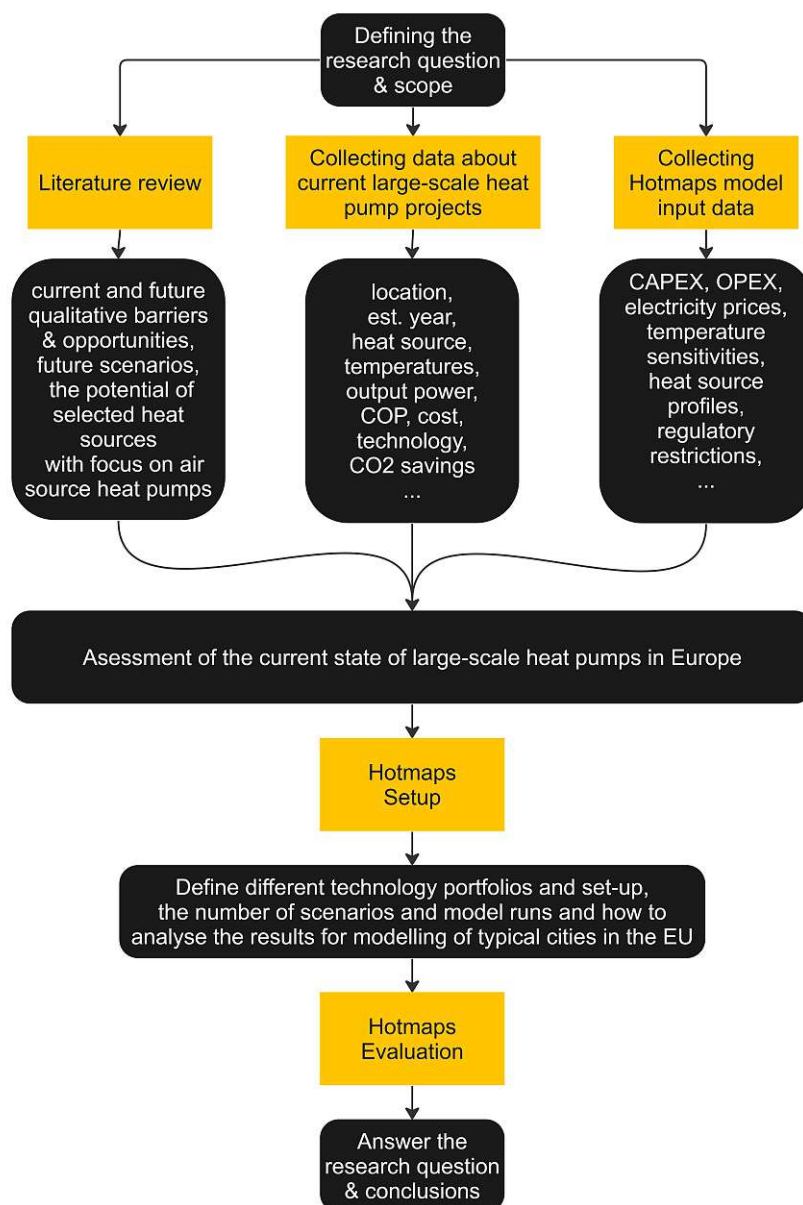 Defining the
research question
& scope
Literature review
Collecting data about
current large-scale heat
pump projects
Collecting
Hotmaps model
input data
current and future
qualitative barriers
& opportunities,
future scenarios,
the potential of
selected heat
sources
with focus on air
source heat pumps
location,
est. year,
heat source,
temperatures,
output power,
COP, cost,
technology,
CO2 savings
...
CAPEX, OPEX,
electricity prices,
temperature
sensitivities,
heat source
profiles,
regulatory
restrictions,
...
Asessment of the current state of large-scale heat pumps in Europe
Hotmaps
Setup
Define different technology portfolios and set-up,
the number of scenarios and model runs and how to
analyse the results for modelling of typical cities in the EU
Hotmaps
Evaluation
Answer the
research question
& conclusions